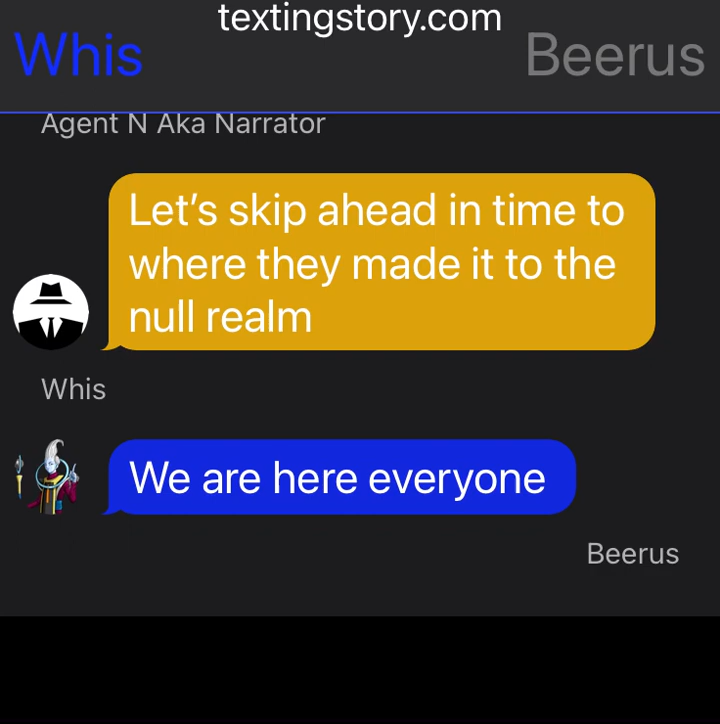 textingstory.com
Whis
Beerus
Agent N Aka Narrator
Let’s skip ahead in time to
where they made it to the
null realm
Whis
We are here everyone
Beerus